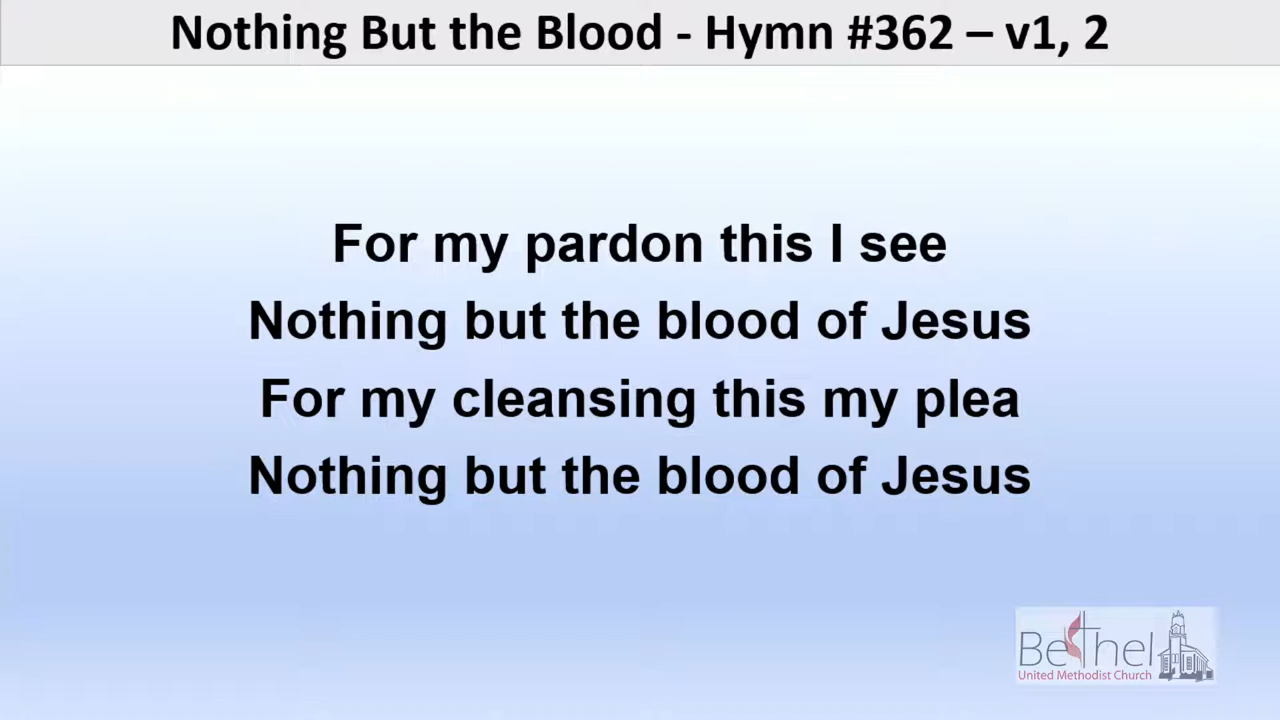 Nothing But the Blood - Hymn #362 – v1, 2
For my pardon this I see
Nothing but the blood of Jesus
For my cleansing this my plea
Nothing but the blood of Jesus
Bethel
United Methodist Church